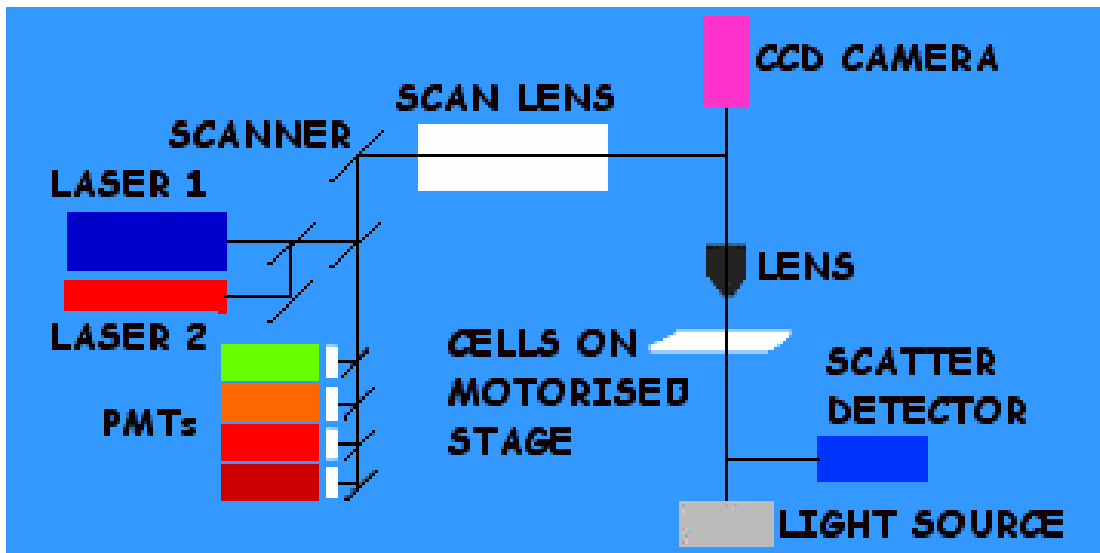 CCD CAMERA
SCAN LENS
SCANNER
LASER 1
LENS
LASER 2
CELLS ON
MOTORISED
STAGE
SCATTER
DETECTOR
PMTs
LIGHT SOURCE